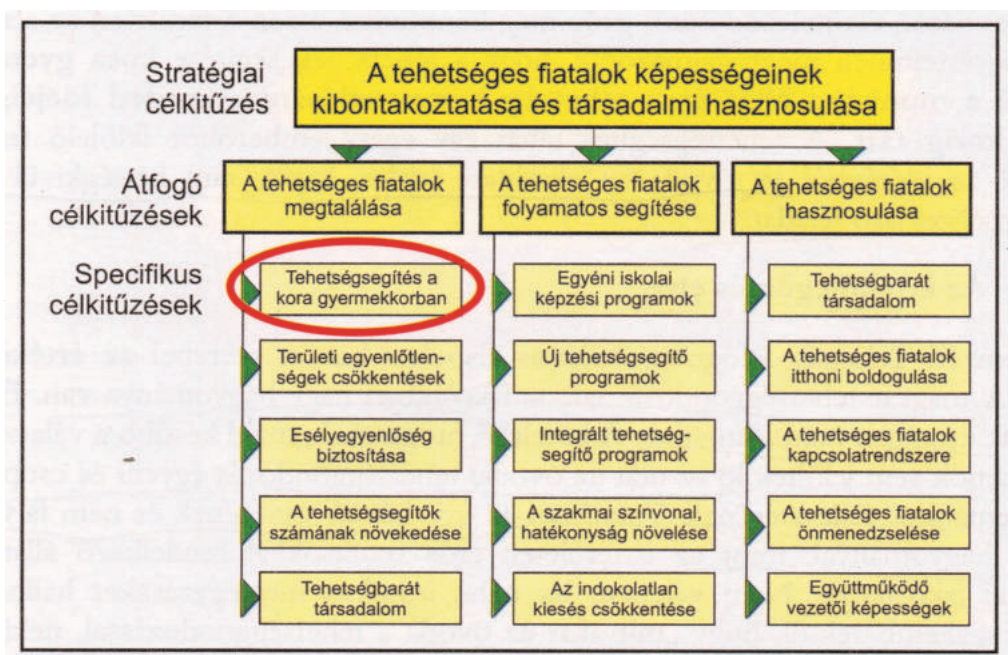 Stratégiai
célkitűzés
A tehetséges fiatalok képességeinek
kibontakoztatása és társadalmi hasznosulása
Átfogó
célkitűzések
A tehetséges fiatalok
megtalálása
A tehetséges fiatalok
folyamatos segítése
A tehetséges fiatalok
hasznosulása
Specifikus
célkitűzések
Tehetségsegítés a
kora gyermekkorban
Egyéni iskolai
képzési programok
Tehetségbarát
társadalom
Területi egyenlőtlen-
ségek csökkentések
Új tehetségsegítő
programok
A tehetséges fiatalok
itthoni boldogulása
Esélyegyenlőség
biztosítása
Integrált tehetség-
segítő programok
A tehetséges fiatalok
kapcsolatrendszere
A tehetségsegítők
számának növekedése
A szakmai színvonal,
hatékonyság növelése
A tehetséges fiatalok
önmenedzselése
Tehetségbarát
társadalom
Az indokolatlan
kiesés csökkentése
Együttműködő
vezetői képességek